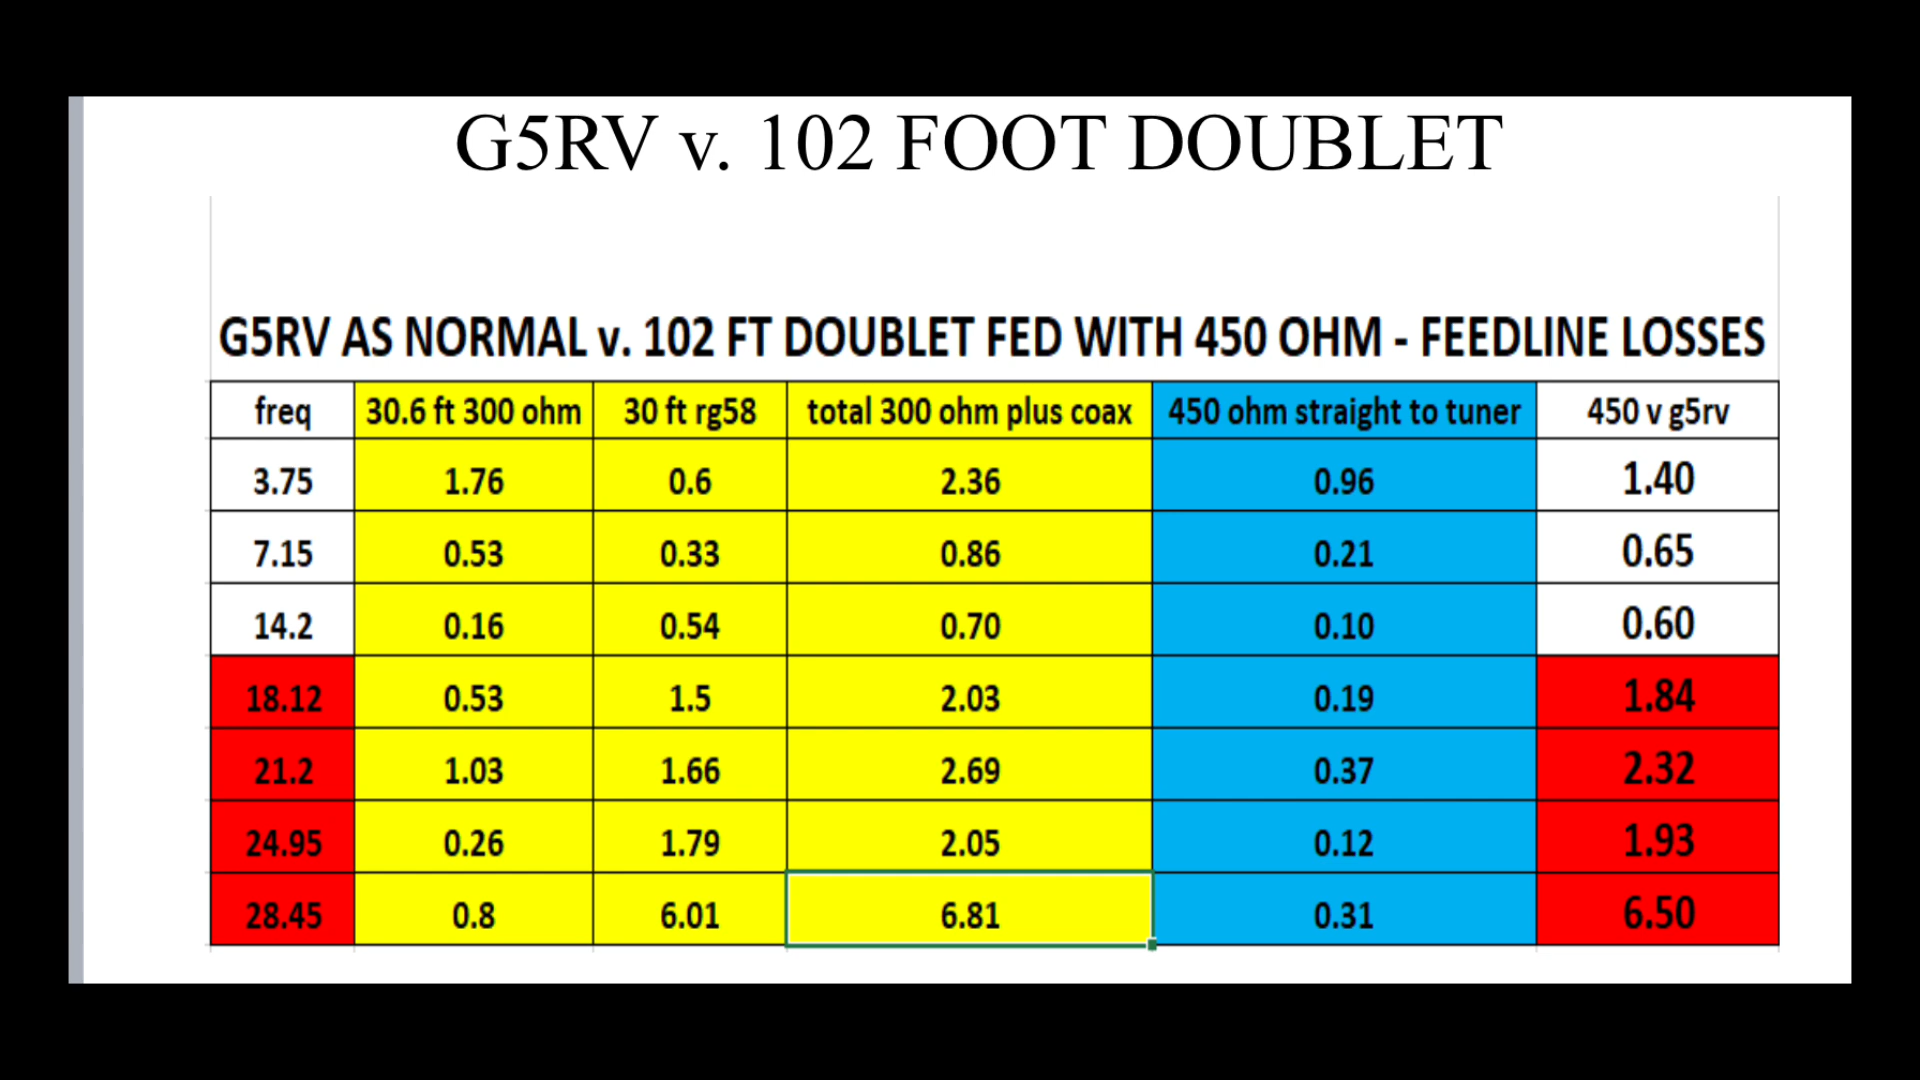 G5RV v. 102 FOOT DOUBLET
G5RV AS NORMAL v. 102 FT DOUBLET FED WITH 450 OHM - FEEDLINE LOSSES
freq 30.6 ft 300 ohm 30 ft rg58 total 300 ohm plus coax 450 ohm straight to tuner 450 v g5rv
3.75 1.76 0.6 2.36 0.96 1.40
7.15 0.53 0.33 0.86 0.21 0.65
14.2 0.16 0.54 0.70 0.10 0.60
18.12 0.53 1.5 2.03 0.19 1.84
21.2 1.03 1.66 2.69 0.37 2.32
24.95 0.26 1.79 2.05 0.12 1.93
28.45 0.8 6.01 6.81 0.31 6.50